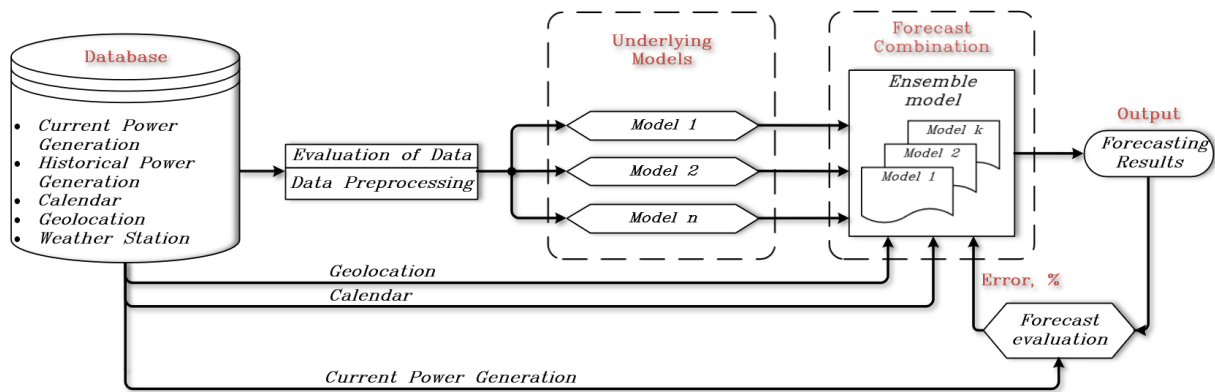 Database
• Current Power
Generation
• Historical Power
Generation
• Calendar
• Geolocation
• Weather Station
Evaluation of Data
Data Preprocessing
Underlying
Models
Model 1
Model 2
Model n
Forecast
Combination
Ensemble
model
Model k
Model 2
Model 1
Output
Forecasting
Results
Geolocation
Calendar
Error, %
Forecast
evaluation
Current Power Generation